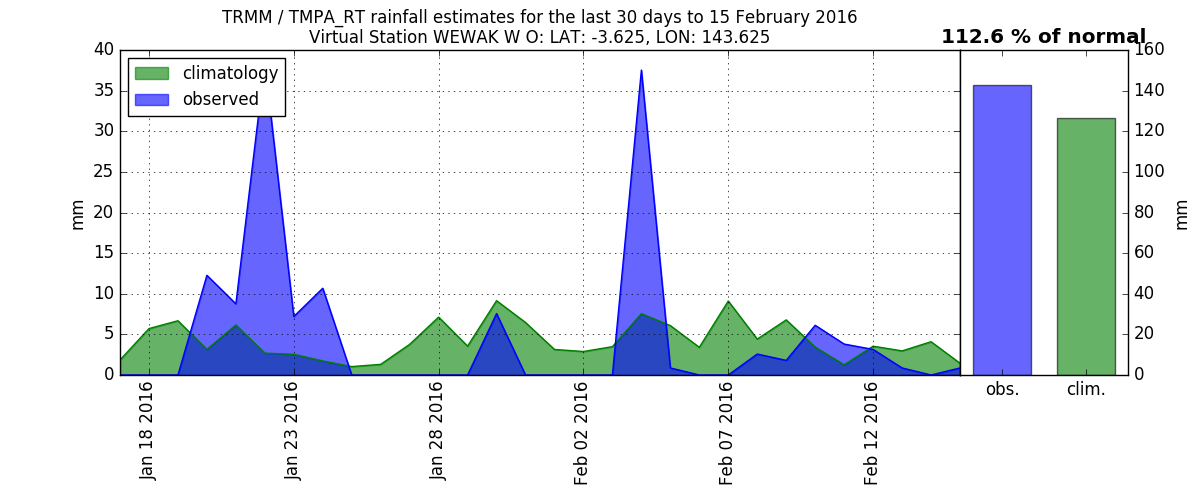 TRMM / TMPA_RT rainfall estimates for the last 30 days to 15 February 2016
Virtual Station WEWAK W O: LAT: -3.625, LON: 143.625
112.6 % of normal
climatology
observed
40
35
30
25
20
15
10
5
0
mm
160
140
120
100
80
60
40
20
0
mm
Jan 18 2016
Jan 23 2016
Jan 28 2016
Feb 02 2016
Feb 07 2016
Feb 12 2016
obs.
clim.